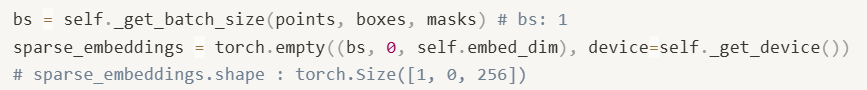 bs = self._get_batch_size(points, boxes, masks) # bs: 1
sparse_embeddings = torch.empty((bs, 0, self.embed_dim), device=self._get_device())
# sparse_embeddings.shape : torch.Size([1, 0, 256])